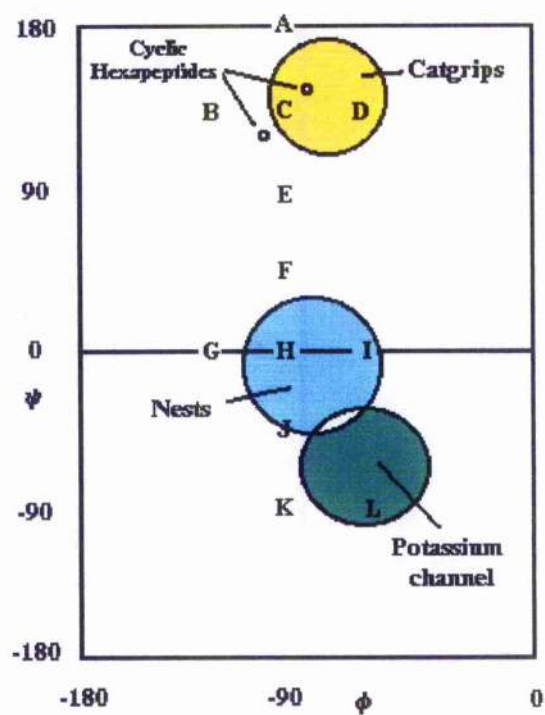 180
A
Cyclic
Hexapeptides
Catgrips
B
C
D
90
E
F
0
G
H
I
ψ
Nests
J
-90
K
L
Potassium
channel
-180
-180
-90
ϕ
0